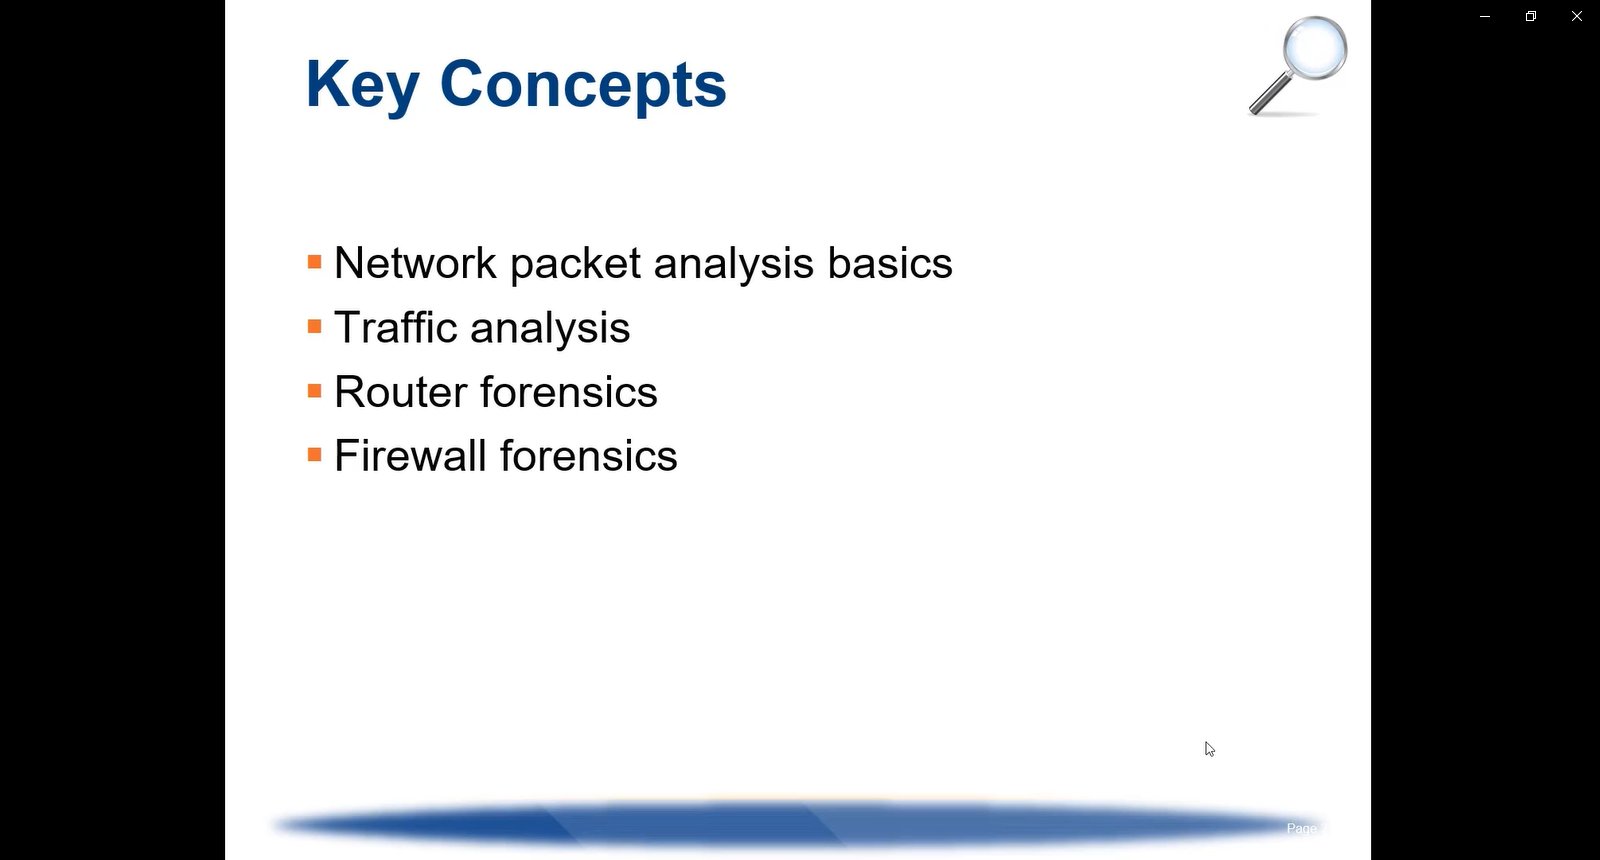 Key Concepts
Network packet analysis basics
Traffic analysis
Router forensics
Firewall forensics
Page